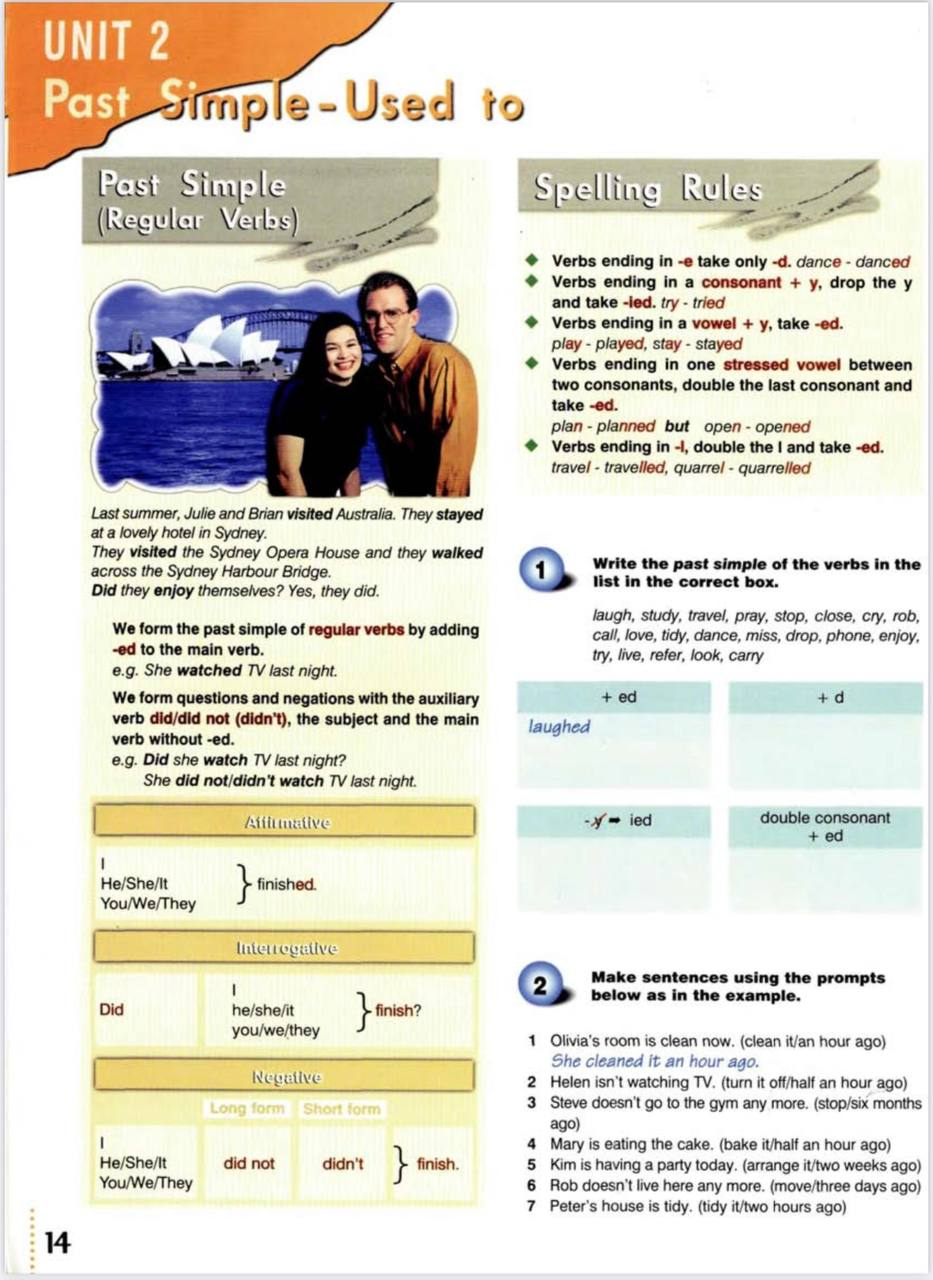 UNIT 2
Past Simple - Used to
Past Simple
(Regular Verbs)
Last summer, Julie and Brian visited Australia. They stayed
at a lovely hotel in Sydney.
They visited the Sydney Opera House and they walked
across the Sydney Harbour Bridge.
Did they enjoy themselves? Yes, they did.
We form the past simple of regular verbs by adding
-ed to the main verb.
e.g. She watched TV last night.
We form questions and negations with the auxiliary
verb did/did not (didn't), the subject and the main
verb without -ed.
e.g. Did she watch TV last night?
She did not/didn't watch TV last night.
Affirmative
I
He/She/It
You/We/They
} finished.
Interrogative
Did
I
he/she/it
you/we/they
} finish?
Negative
Long form Short form
I
He/She/It
You/We/They
did not didn't } finish.
14
Spelling Rules
◆ Verbs ending in -e take only -d. dance - danced
◆ Verbs ending in a consonant + y, drop the y
and take -ied. try - tried
◆ Verbs ending in a vowel + y, take -ed.
play - played, stay - stayed
◆ Verbs ending in one stressed vowel between
two consonants, double the last consonant and
take -ed.
plan - planned but open - opened
◆ Verbs ending in -l, double the l and take -ed.
travel - travelled, quarrel - quarrelled
1 Write the past simple of the verbs in the
list in the correct box.
laugh, study, travel, pray, stop, close, cry, rob,
call, love, tidy, dance, miss, drop, phone, enjoy,
try, live, refer, look, carry
+ ed
laughed
+ d
-y ➡ ied
double consonant
+ ed
2 Make sentences using the prompts
below as in the example.
1 Olivia's room is clean now. (clean it/an hour ago)
She cleaned it an hour ago.
2 Helen isn't watching TV. (turn it off/half an hour ago)
3 Steve doesn't go to the gym any more. (stop/six months
ago)
4 Mary is eating the cake. (bake it/half an hour ago)
5 Kim is having a party today. (arrange it/two weeks ago)
6 Rob doesn't live here any more. (move/three days ago)
7 Peter's house is tidy. (tidy it/two hours ago)